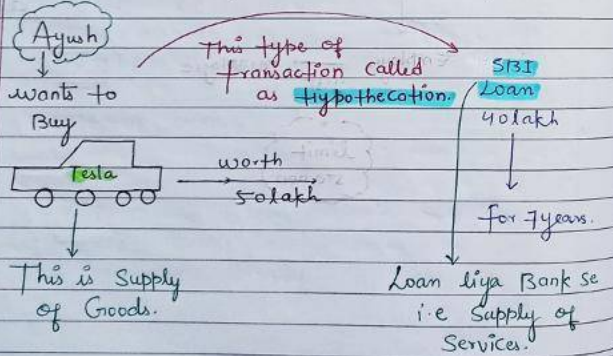 Ayush
wants to
Buy
Tesla
worth
50lakh
This is Supply
of Goods.
This type of
transaction called
as Hypothecation.
SBI
Loan
40lakh
for 7years.
Loan liya Bank se
i.e Supply of
Services.